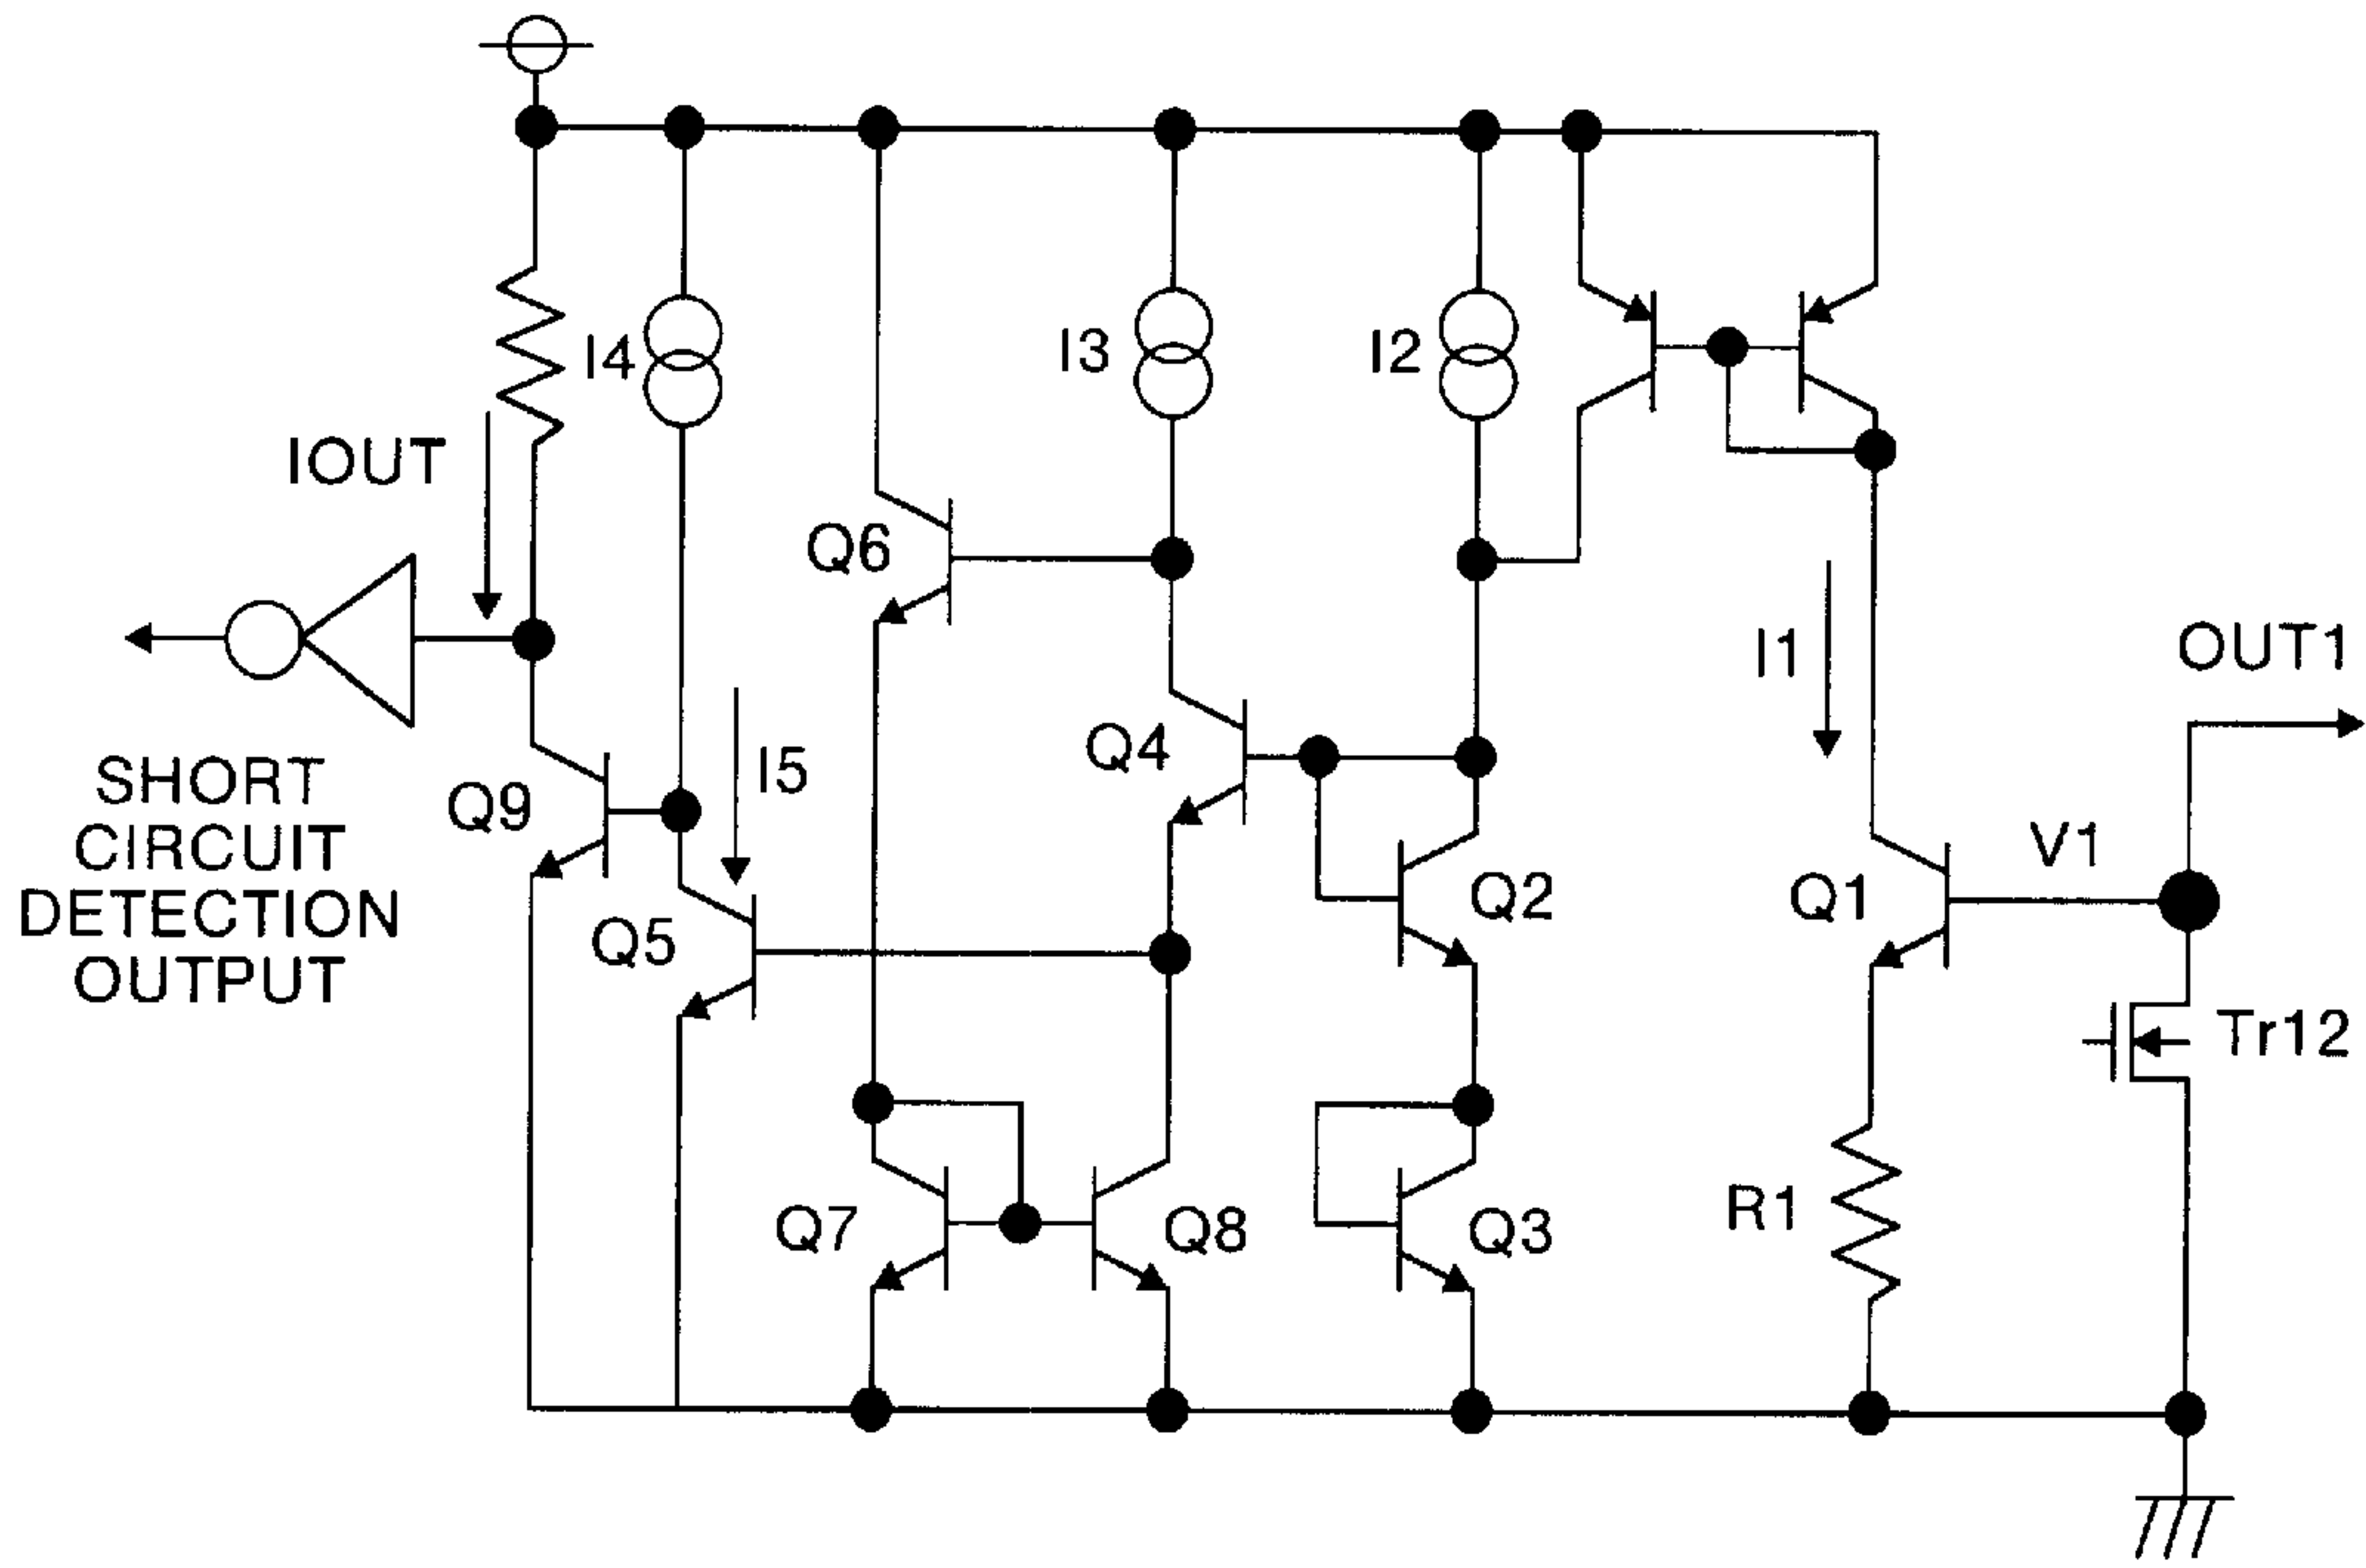 I4
I3
I2
IOUT
Q6
I1
OUT1
Q4
I5
Q9
SHORT
CIRCUIT
DETECTION
OUTPUT
V1
Q5
Q2
Q1
Tr12
Q7
Q8
Q3
R1